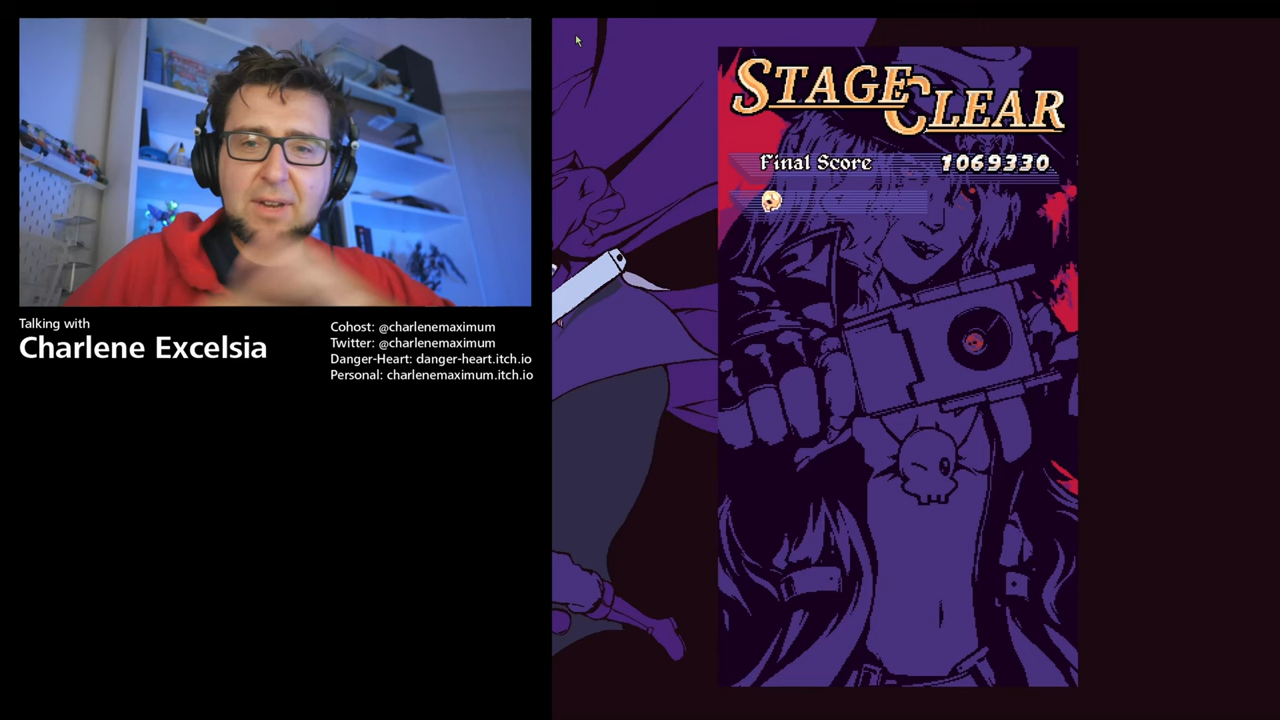 STAGE CLEAR
Final Score 1069330
Talking with
Charlene Excelsia
Cohost: @charlenemaximum
Twitter: @charlenemaximum
Danger-Heart: danger-heart.itch.io
Personal: charlenemaximum.itch.io